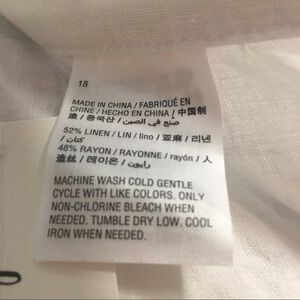 18
MADE IN CHINA / FABRIQUÉ EN
CHINE / HECHO EN CHINA / 中国制
造 / 중국산 / صنع في الصين
52% LINEN / LIN / lino / 亚麻 / 리넨
/ كتان
48% RAYON / RAYONNE / rayón / 人
造丝 / 레이온 / رايون
MACHINE WASH COLD GENTLE
CYCLE WITH LIKE COLORS. ONLY
NON-CHLORINE BLEACH WHEN
NEEDED. TUMBLE DRY LOW. COOL
IRON WHEN NEEDED.